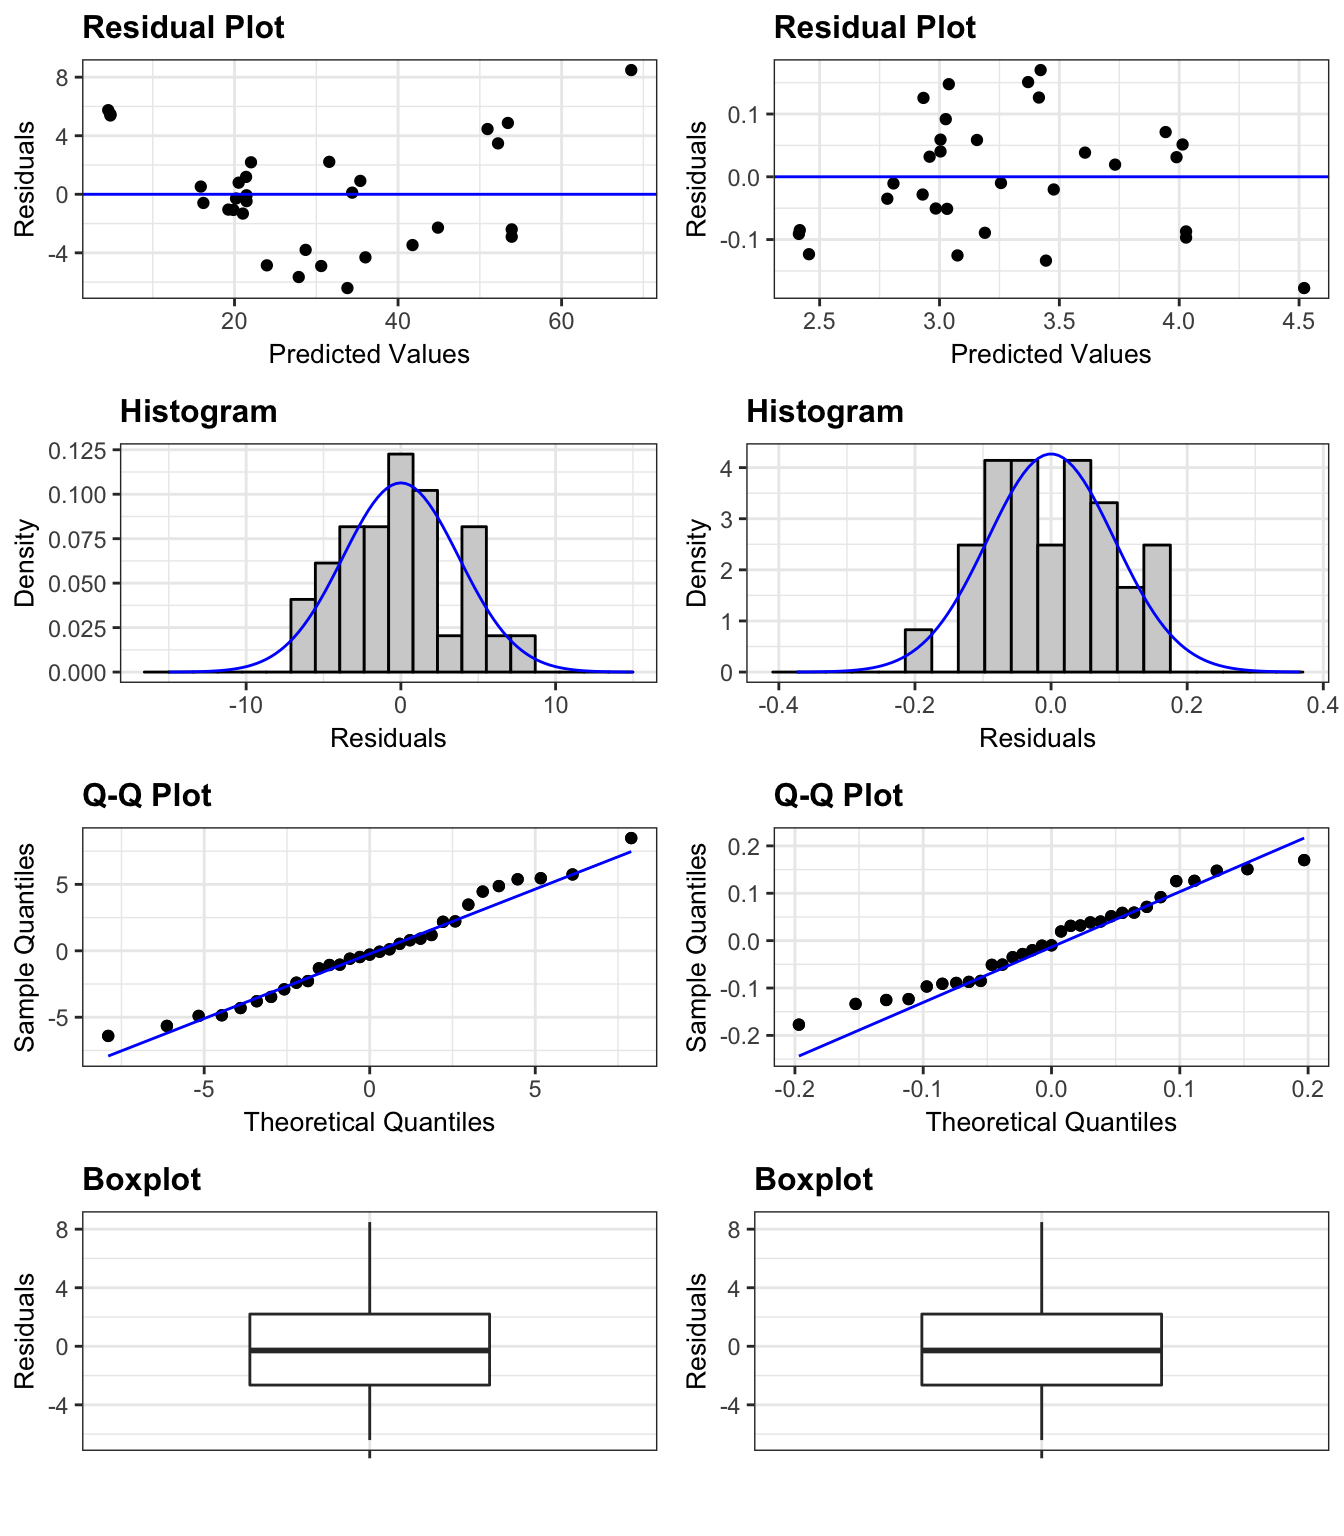 Residual Plot
8
4
0
-4
Residuals
20 40 60
Predicted Values
Residual Plot
0.1
0.0
-0.1
Residuals
2.5 3.0 3.5 4.0 4.5
Predicted Values
Histogram
0.125
0.100
0.075
0.050
0.025
0.000
Density
-10 0 10
Residuals
Histogram
4
3
2
1
0
Density
-0.4 -0.2 0.0 0.2 0.4
Residuals
Q-Q Plot
5
0
-5
Sample Quantiles
-5 0 5
Theoretical Quantiles
Q-Q Plot
0.2
0.1
0.0
-0.1
-0.2
Sample Quantiles
-0.2 -0.1 0.0 0.1 0.2
Theoretical Quantiles
Boxplot
8
4
0
-4
Residuals
Boxplot
8
4
0
-4
Residuals